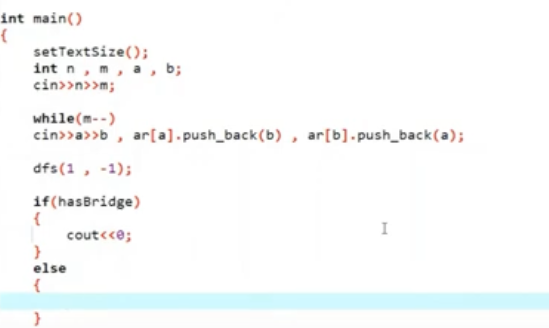 int main()
{
setTextSize();
int n , m , a , b;
cin>>n>>m;
while(m--)
cin>>a>>b , ar[a].push_back(b) , ar[b].push_back(a);
dfs(1 , -1);
if(hasBridge)
{
cout<<0;
}
else
{
}